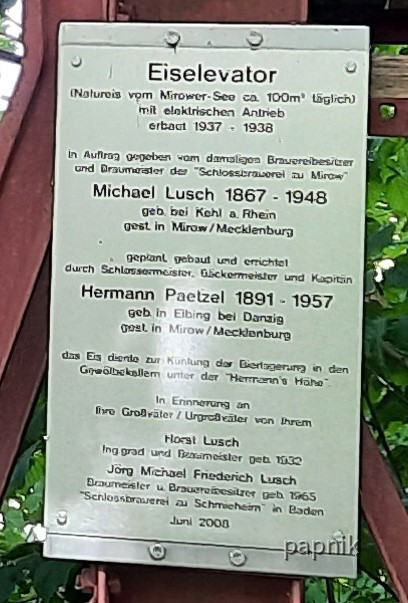 Eiselevator
(Natureis vom Mirower-See ca. 100m³ täglich)
mit elektrischen Antrieb
erbaut 1937 - 1938
in Auftrag gegeben vom damaligen Brauereibesitzer
und Braumeister der "Schlossbrauerei zu Mirow"
Michael Lusch 1867 - 1948
geb. bei Kehl a. Rhein
gest. in Mirow/Mecklenburg
geplant, gebaut und errichtet
durch Schlossermeister, Bäckermeister und Kapitän
Hermann Paetzel 1891 - 1957
geb. in Elbing bei Danzig
gest. in Mirow/Mecklenburg
das Eis diente zur Kühlung der Bierlagerung in den
Gewölbekellern unter der "Hermann's Höhe".
In Erinnerung an
Ihre Großväter / Urgroßväter von Ihrem
Horst Lusch
Ing.grad und Braumeister geb. 1932
Jörg Michael Friederich Lusch
Braumeister u. Brauereibesitzer geb. 1965
"Schlossbrauerei zu Schmieheim" in Baden
Juni 2008
papnik